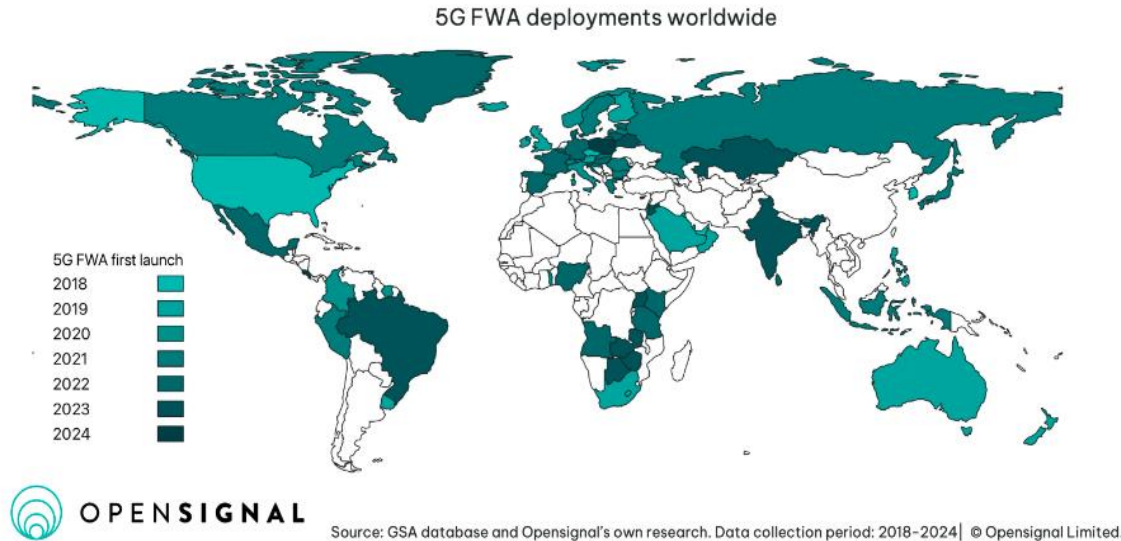 5G FWA deployments worldwide
5G FWA first launch
2018
2019
2020
2021
2022
2023
2024
OPENSIGNAL
Source: GSA database and Opensignal's own research. Data collection period: 2018-2024| © Opensignal Limited